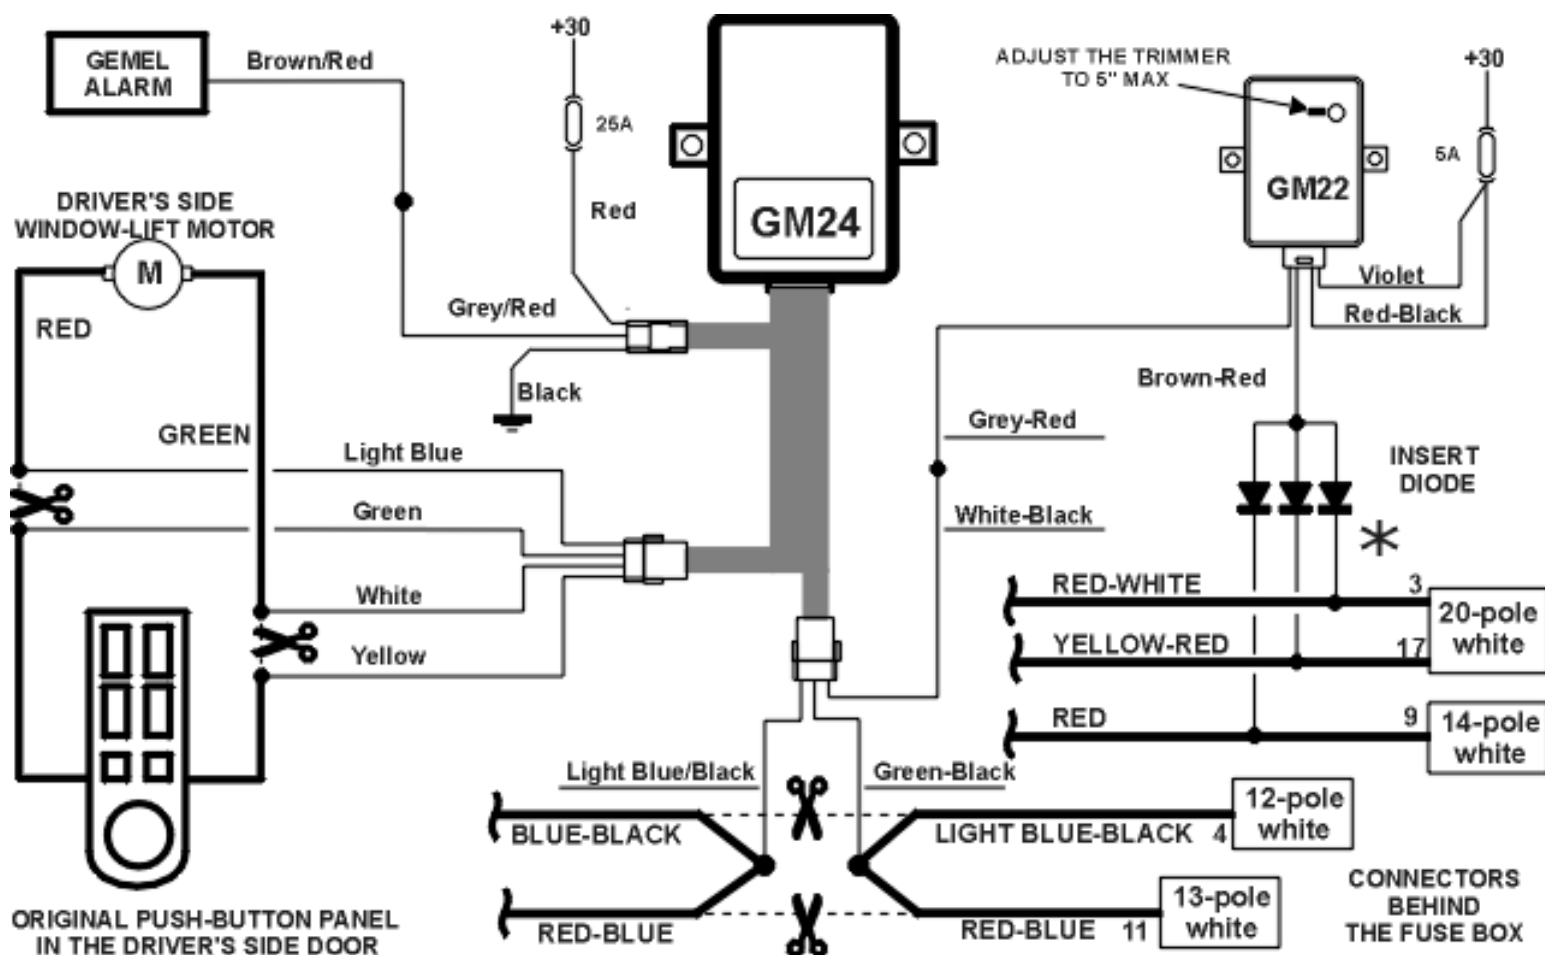 GEMEL
ALARM
Brown/Red
+30
25A
Red
GM24
ADJUST THE TRIMMER
TO 5" MAX
+30
5A
GM22
Violet
Red-Black
DRIVER'S SIDE
WINDOW-LIFT MOTOR
M
RED
GREEN
Grey/Red
Black
Brown-Red
Grey-Red
White-Black
INSERT
DIODE
*
Light Blue
Green
White
Yellow
RED-WHITE
3
YELLOW-RED
17
20-pole
white
RED
9
14-pole
white
Light Blue/Black
Green-Black
BLUE-BLACK
LIGHT BLUE-BLACK
4
12-pole
white
RED-BLUE
RED-BLUE
11
13-pole
white
CONNECTORS
BEHIND
THE FUSE BOX
ORIGINAL PUSH-BUTTON PANEL
IN THE DRIVER'S SIDE DOOR